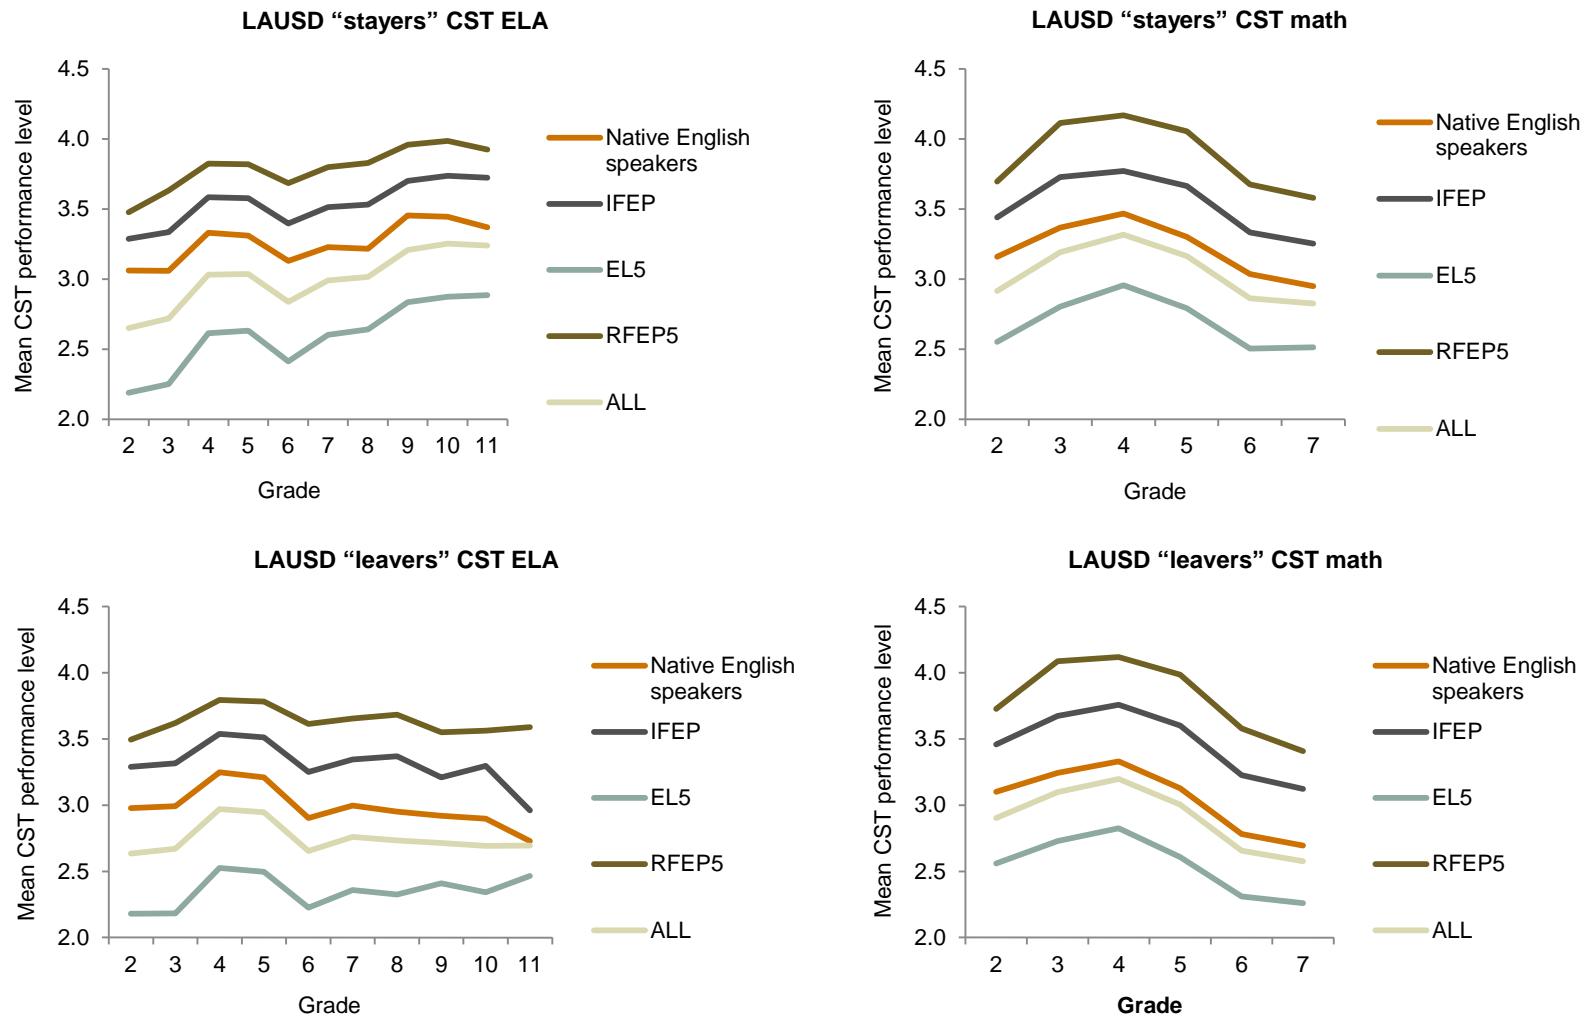 LAUSD “stayers” CST ELA
Mean CST performance level
4.5
4.0
3.5
3.0
2.5
2.0
2 3 4 5 6 7 8 9 10 11
Grade
Native English
speakers
IFEP
EL5
RFEP5
ALL
LAUSD “stayers” CST math
Mean CST performance level
4.5
4.0
3.5
3.0
2.5
2.0
2 3 4 5 6 7
Grade
Native English
speakers
IFEP
EL5
RFEP5
ALL
LAUSD “leavers” CST ELA
Mean CST performance level
4.5
4.0
3.5
3.0
2.5
2.0
2 3 4 5 6 7 8 9 10 11
Grade
Native English
speakers
IFEP
EL5
RFEP5
ALL
LAUSD “leavers” CST math
Mean CST performance level
4.5
4.0
3.5
3.0
2.5
2.0
2 3 4 5 6 7
Grade
Native English
speakers
IFEP
EL5
RFEP5
ALL